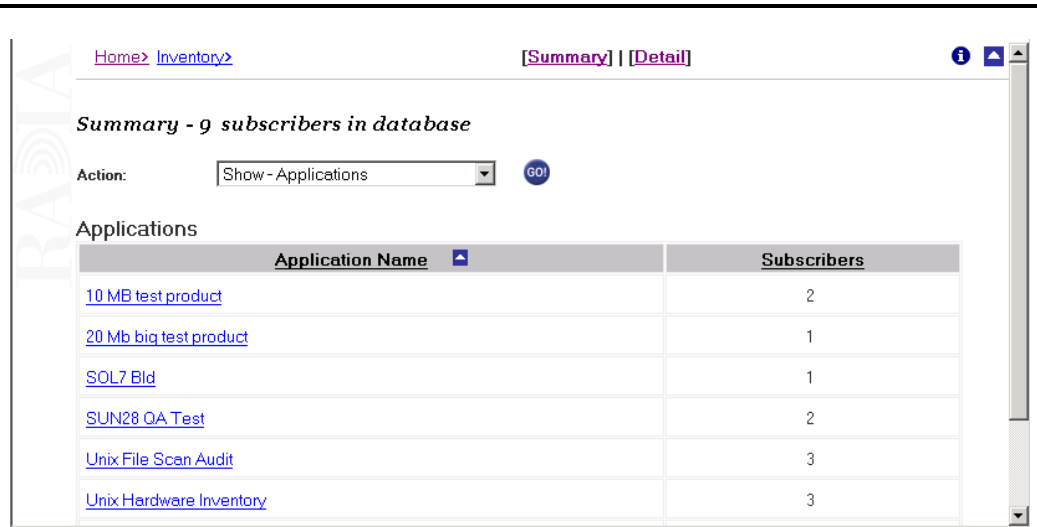 Home> Inventory> [Summary] | [Detail]
Summary - 9 subscribers in database
Action: Show - Applications GO!
RADIA
Applications
Application Name Subscribers
10 MB test product 2
20 Mb big test product 1
SOL7 Bld 1
SUN28 QA Test 2
Unix File Scan Audit 3
Unix Hardware Inventory 3